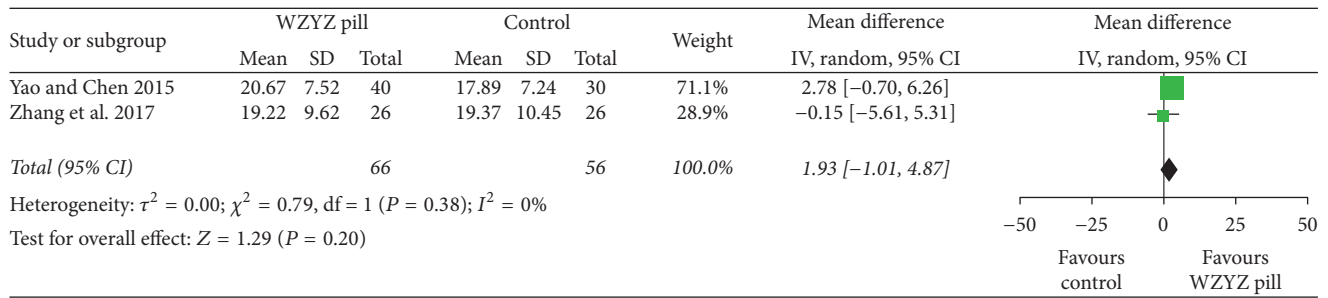 Study or subgroup WZYZ pill Control Weight Mean difference Mean difference
Mean SD Total Mean SD Total IV, random, 95% CI IV, random, 95% CI
Yao and Chen 2015 20.67 7.52 40 17.89 7.24 30 71.1% 2.78 [−0.70, 6.26]
Zhang et al. 2017 19.22 9.62 26 19.37 10.45 26 28.9% −0.15 [−5.61, 5.31]
Total (95% CI) 66 56 100.0% 1.93 [−1.01, 4.87]
Heterogeneity: τ² = 0.00; χ² = 0.79, df = 1 (P = 0.38); I² = 0%
Test for overall effect: Z = 1.29 (P = 0.20)
−50 −25 0 25 50
Favours Favours
control WZYZ pill